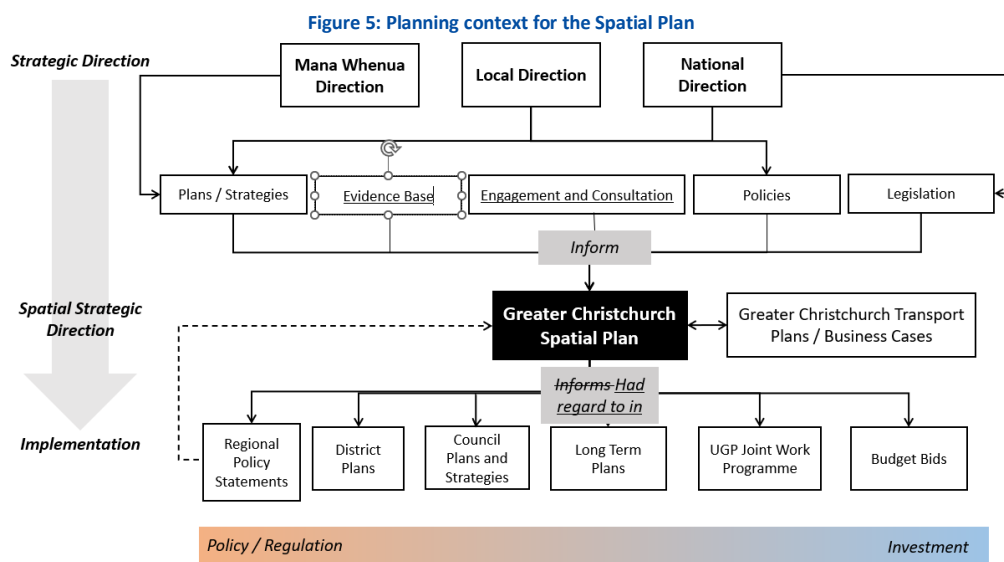 Figure 5: Planning context for the Spatial Plan
Strategic Direction
Mana Whenua
Direction
Local Direction
National
Direction
Plans / Strategies
Evidence Base
Engagement and Consultation
Policies
Legislation
Inform
Spatial Strategic
Direction
Greater Christchurch
Spatial Plan
Greater Christchurch Transport
Plans / Business Cases
Informs Had
regard to in
Implementation
Regional
Policy
Statements
District
Plans
Council
Plans and
Strategies
Long Term
Plans
UGP Joint Work
Programme
Budget Bids
Policy / Regulation
Investment